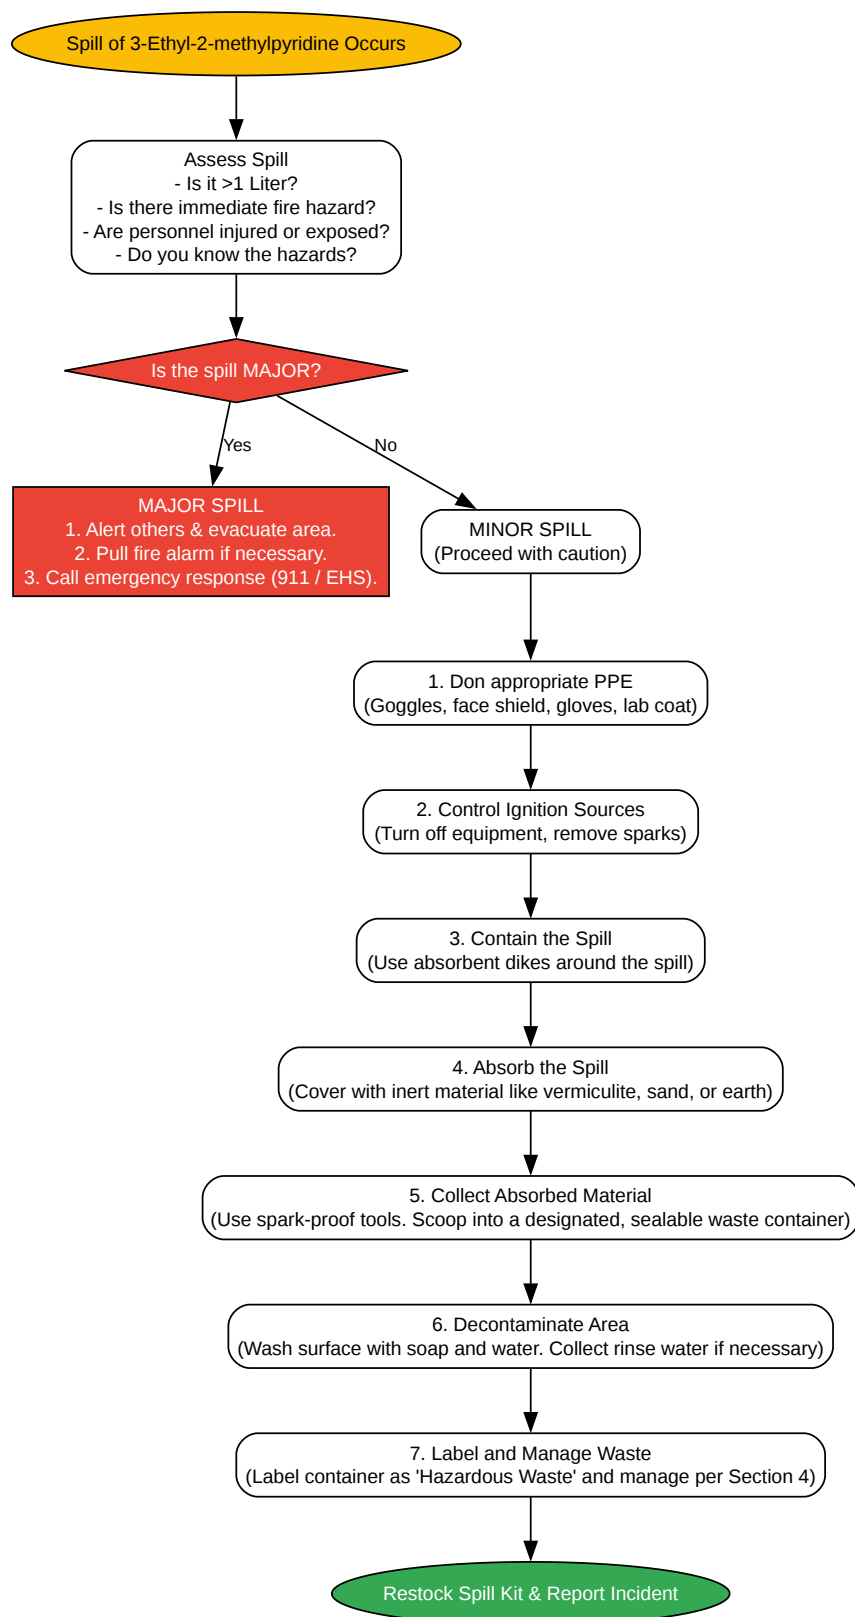 Spill of 3-Ethyl-2-methylpyridine Occurs
Assess Spill
- Is it >1 Liter?
- Is there immediate fire hazard?
- Are personnel injured or exposed?
- Do you know the hazards?
Is the spill MAJOR?
Yes
No
MAJOR SPILL
1. Alert others & evacuate area.
2. Pull fire alarm if necessary.
3. Call emergency response (911 / EHS).
MINOR SPILL
(Proceed with caution)
1. Don appropriate PPE
(Goggles, face shield, gloves, lab coat)
2. Control Ignition Sources
(Turn off equipment, remove sparks)
3. Contain the Spill
(Use absorbent dikes around the spill)
4. Absorb the Spill
(Cover with inert material like vermiculite, sand, or earth)
5. Collect Absorbed Material
(Use spark-proof tools. Scoop into a designated, sealable waste container)
6. Decontaminate Area
(Wash surface with soap and water. Collect rinse water if necessary)
7. Label and Manage Waste
(Label container as 'Hazardous Waste' and manage per Section 4)
Restock Spill Kit & Report Incident